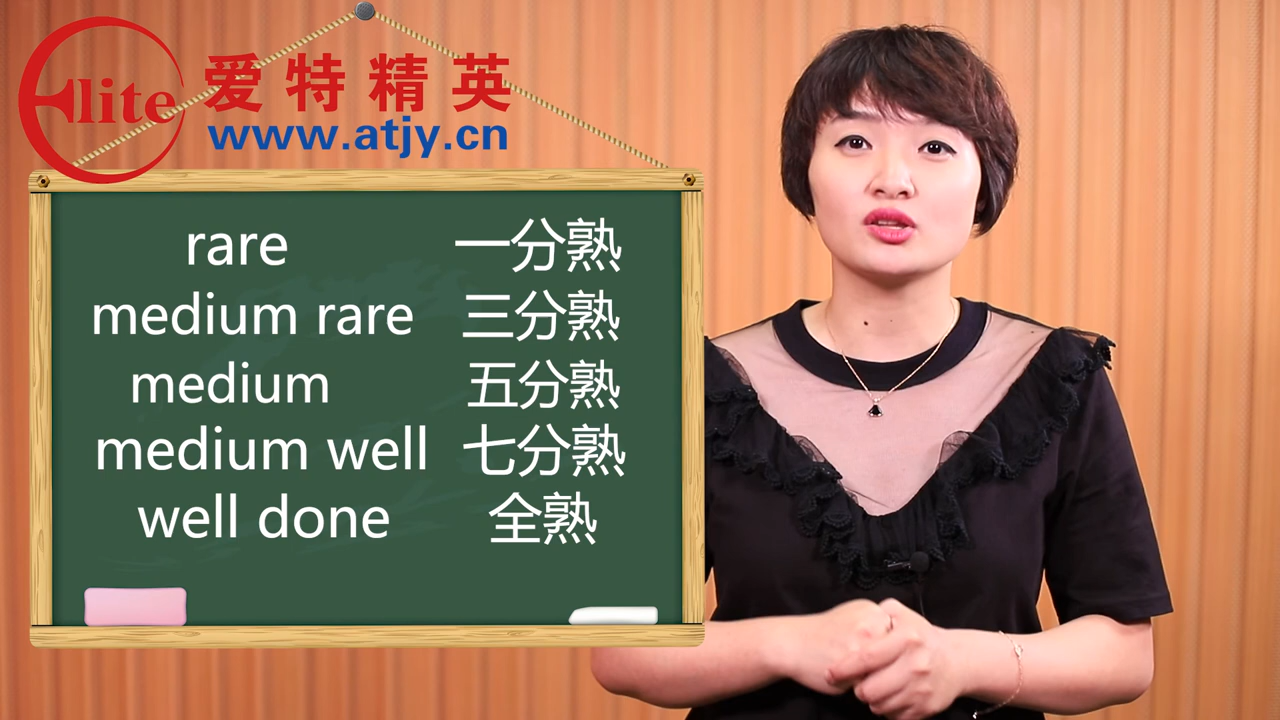 Elite 爱特精英
www.atjy.cn
rare 一分熟
medium rare 三分熟
medium 五分熟
medium well 七分熟
well done 全熟